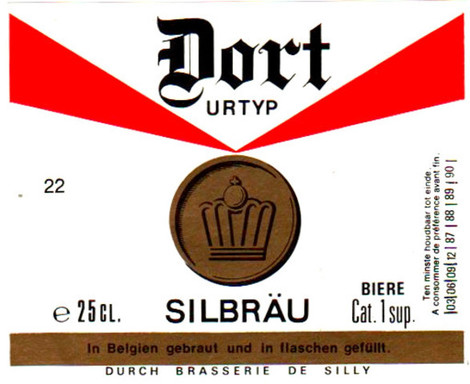 Dort
URTYP
22
℮ 25 CL.
SILBRÄU
BIERE
Cat. 1 sup.
Ten minste houdbaar tot einde.
A consommer de préférence avant fin.
|03|06|09|12|87|88|89|90|
In Belgien gebraut und in flaschen gefüllt.
DURCH BRASSERIE DE SILLY